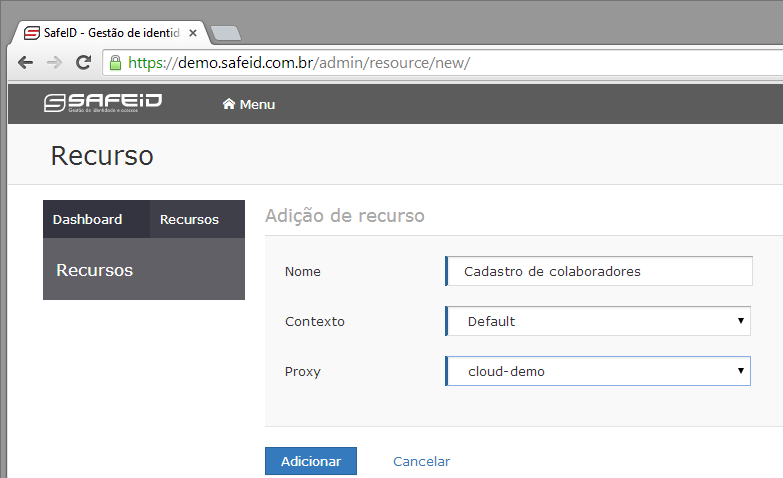 SafeID - Gestão de identid
https://demo.safeid.com.br/admin/resource/new/
SAFEiD
Gestão de identidade e acessos
Menu
Recurso
Dashboard
Recursos
Recursos
Adição de recurso
Nome
Cadastro de colaboradores
Contexto
Default
Proxy
cloud-demo
Adicionar
Cancelar